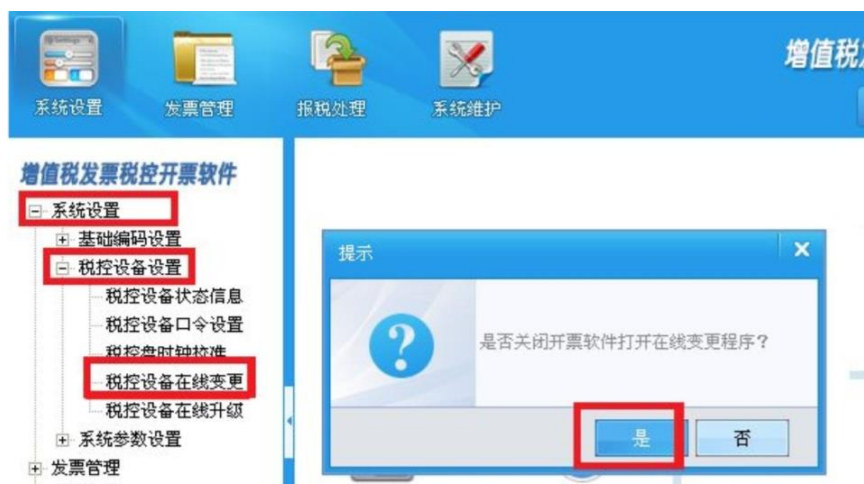 系统设置
发票管理
报税处理
系统维护
增值税
增值税发票税控开票软件
系统设置
基础编码设置
税控设备设置
税控设备状态信息
税控设备口令设置
税控盘时钟校准
税控设备在线变更
税控设备在线升级
系统参数设置
发票管理
提示
是否关闭开票软件打开在线变更程序?
是
否